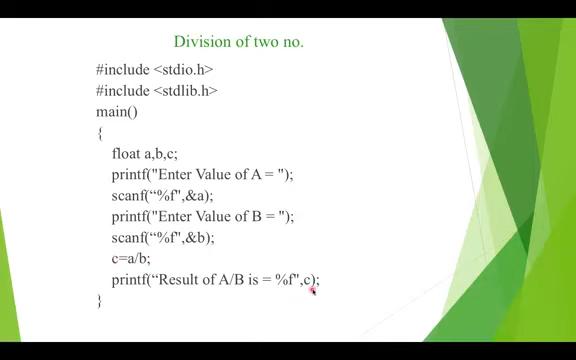 Division of two no.
#include <stdio.h>
#include <stdlib.h>
main()
{
float a,b,c;
printf("Enter Value of A = ");
scanf(“%f",&a);
printf("Enter Value of B = ");
scanf(“%f",&b);
c=a/b;
printf(“Result of A/B is = %f",c);
}